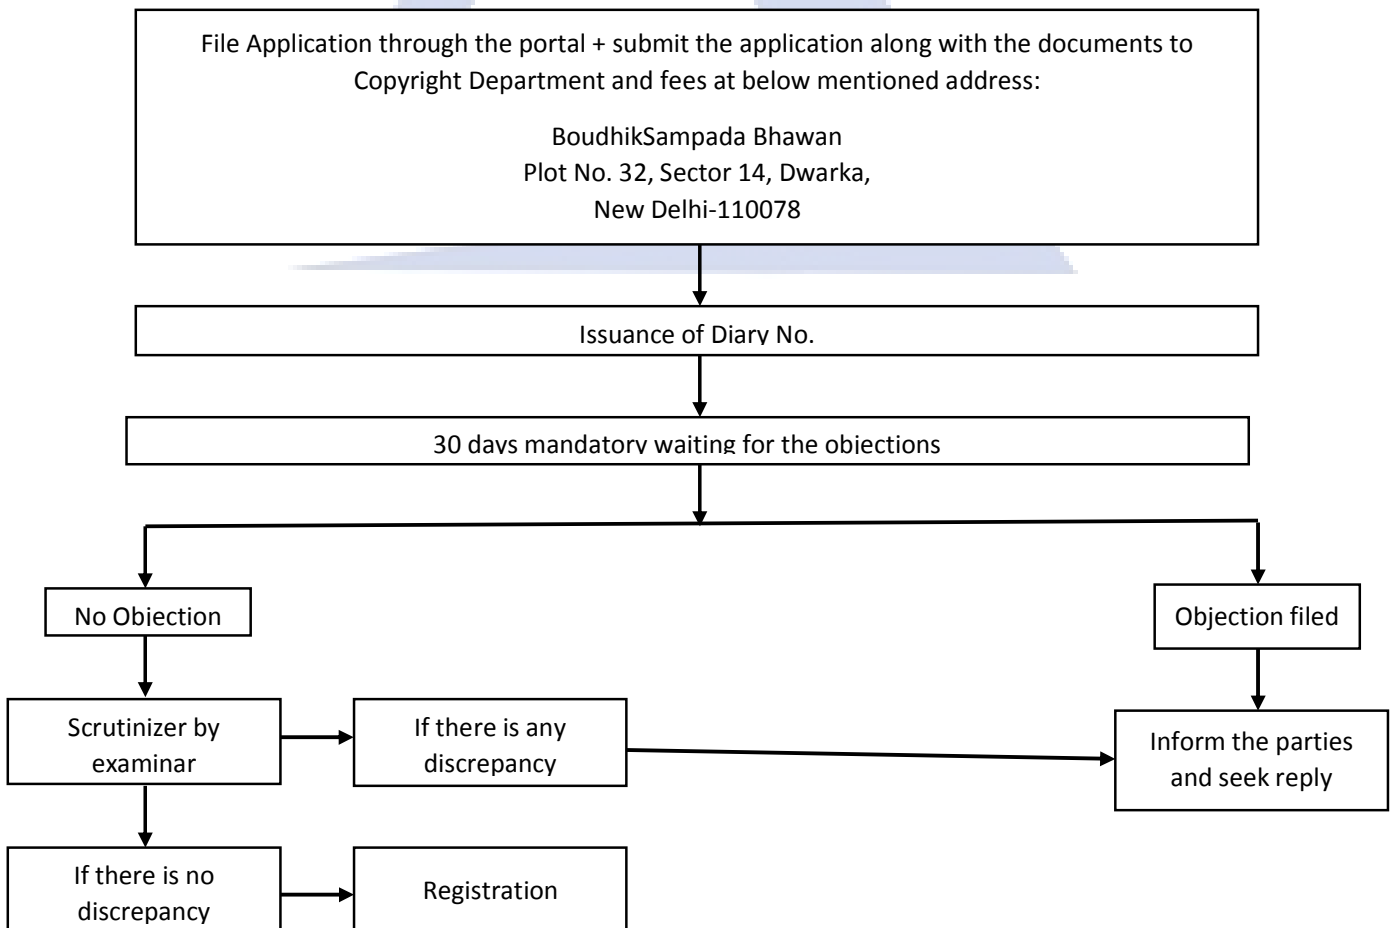 File Application through the portal + submit the application along with the documents to
Copyright Department and fees at below mentioned address:
BoudhikSampada Bhawan
Plot No. 32, Sector 14, Dwarka,
New Delhi-110078
Issuance of Diary No.
30 days mandatory waiting for the objections
No Objection
Objection filed
Scrutinizer by
examinar
If there is any
discrepancy
Inform the parties
and seek reply
If there is no
discrepancy
Registration